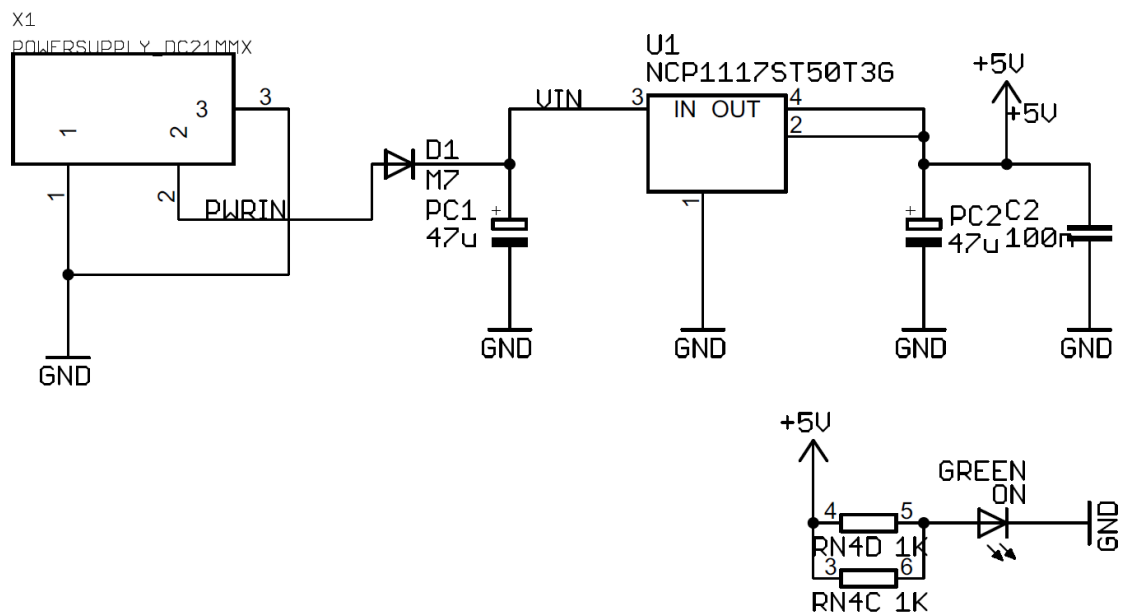 X1
POWERSUPPLY_DC21MMX
1
2
3
3
1
2
PWRIN
GND
D1
M7
PC1
+
47u
GND
VIN
U1
NCP1117ST50T3G
3
IN OUT
4
2
1
GND
+5V
+5V
+
PC2
47u
GND
C2
100n
GND
+5V
4
5
RN4D 1K
3
6
RN4C 1K
GREEN
ON
GND